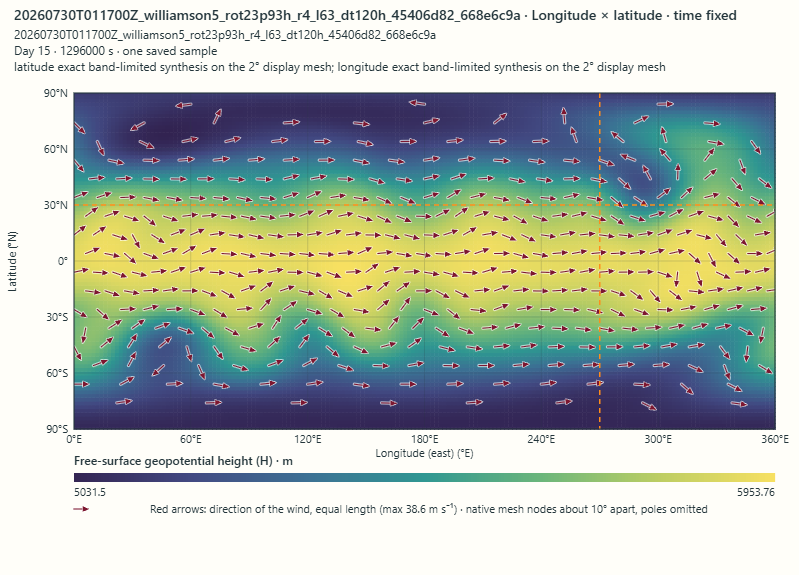 20260730T011700Z_williamson5_rot23p93h_r4_l63_dt120h_45406d82_668e6c9a · Longitude × latitude · time fixed
20260730T011700Z_williamson5_rot23p93h_r4_l63_dt120h_45406d82_668e6c9a
Day 15 · 1296000 s · one saved sample
latitude exact band-limited synthesis on the 2° display mesh; longitude exact band-limited synthesis on the 2° display mesh
90°N
60°N
30°N
0°
30°S
60°S
90°S
Latitude (°N)
0°E 60°E 120°E 180°E 240°E 300°E 360°E
Longitude (east) (°E)
Free-surface geopotential height (H) · m
5031.5 5953.76
Red arrows: direction of the wind, equal length (max 38.6 m s⁻¹) · native mesh nodes about 10° apart, poles omitted